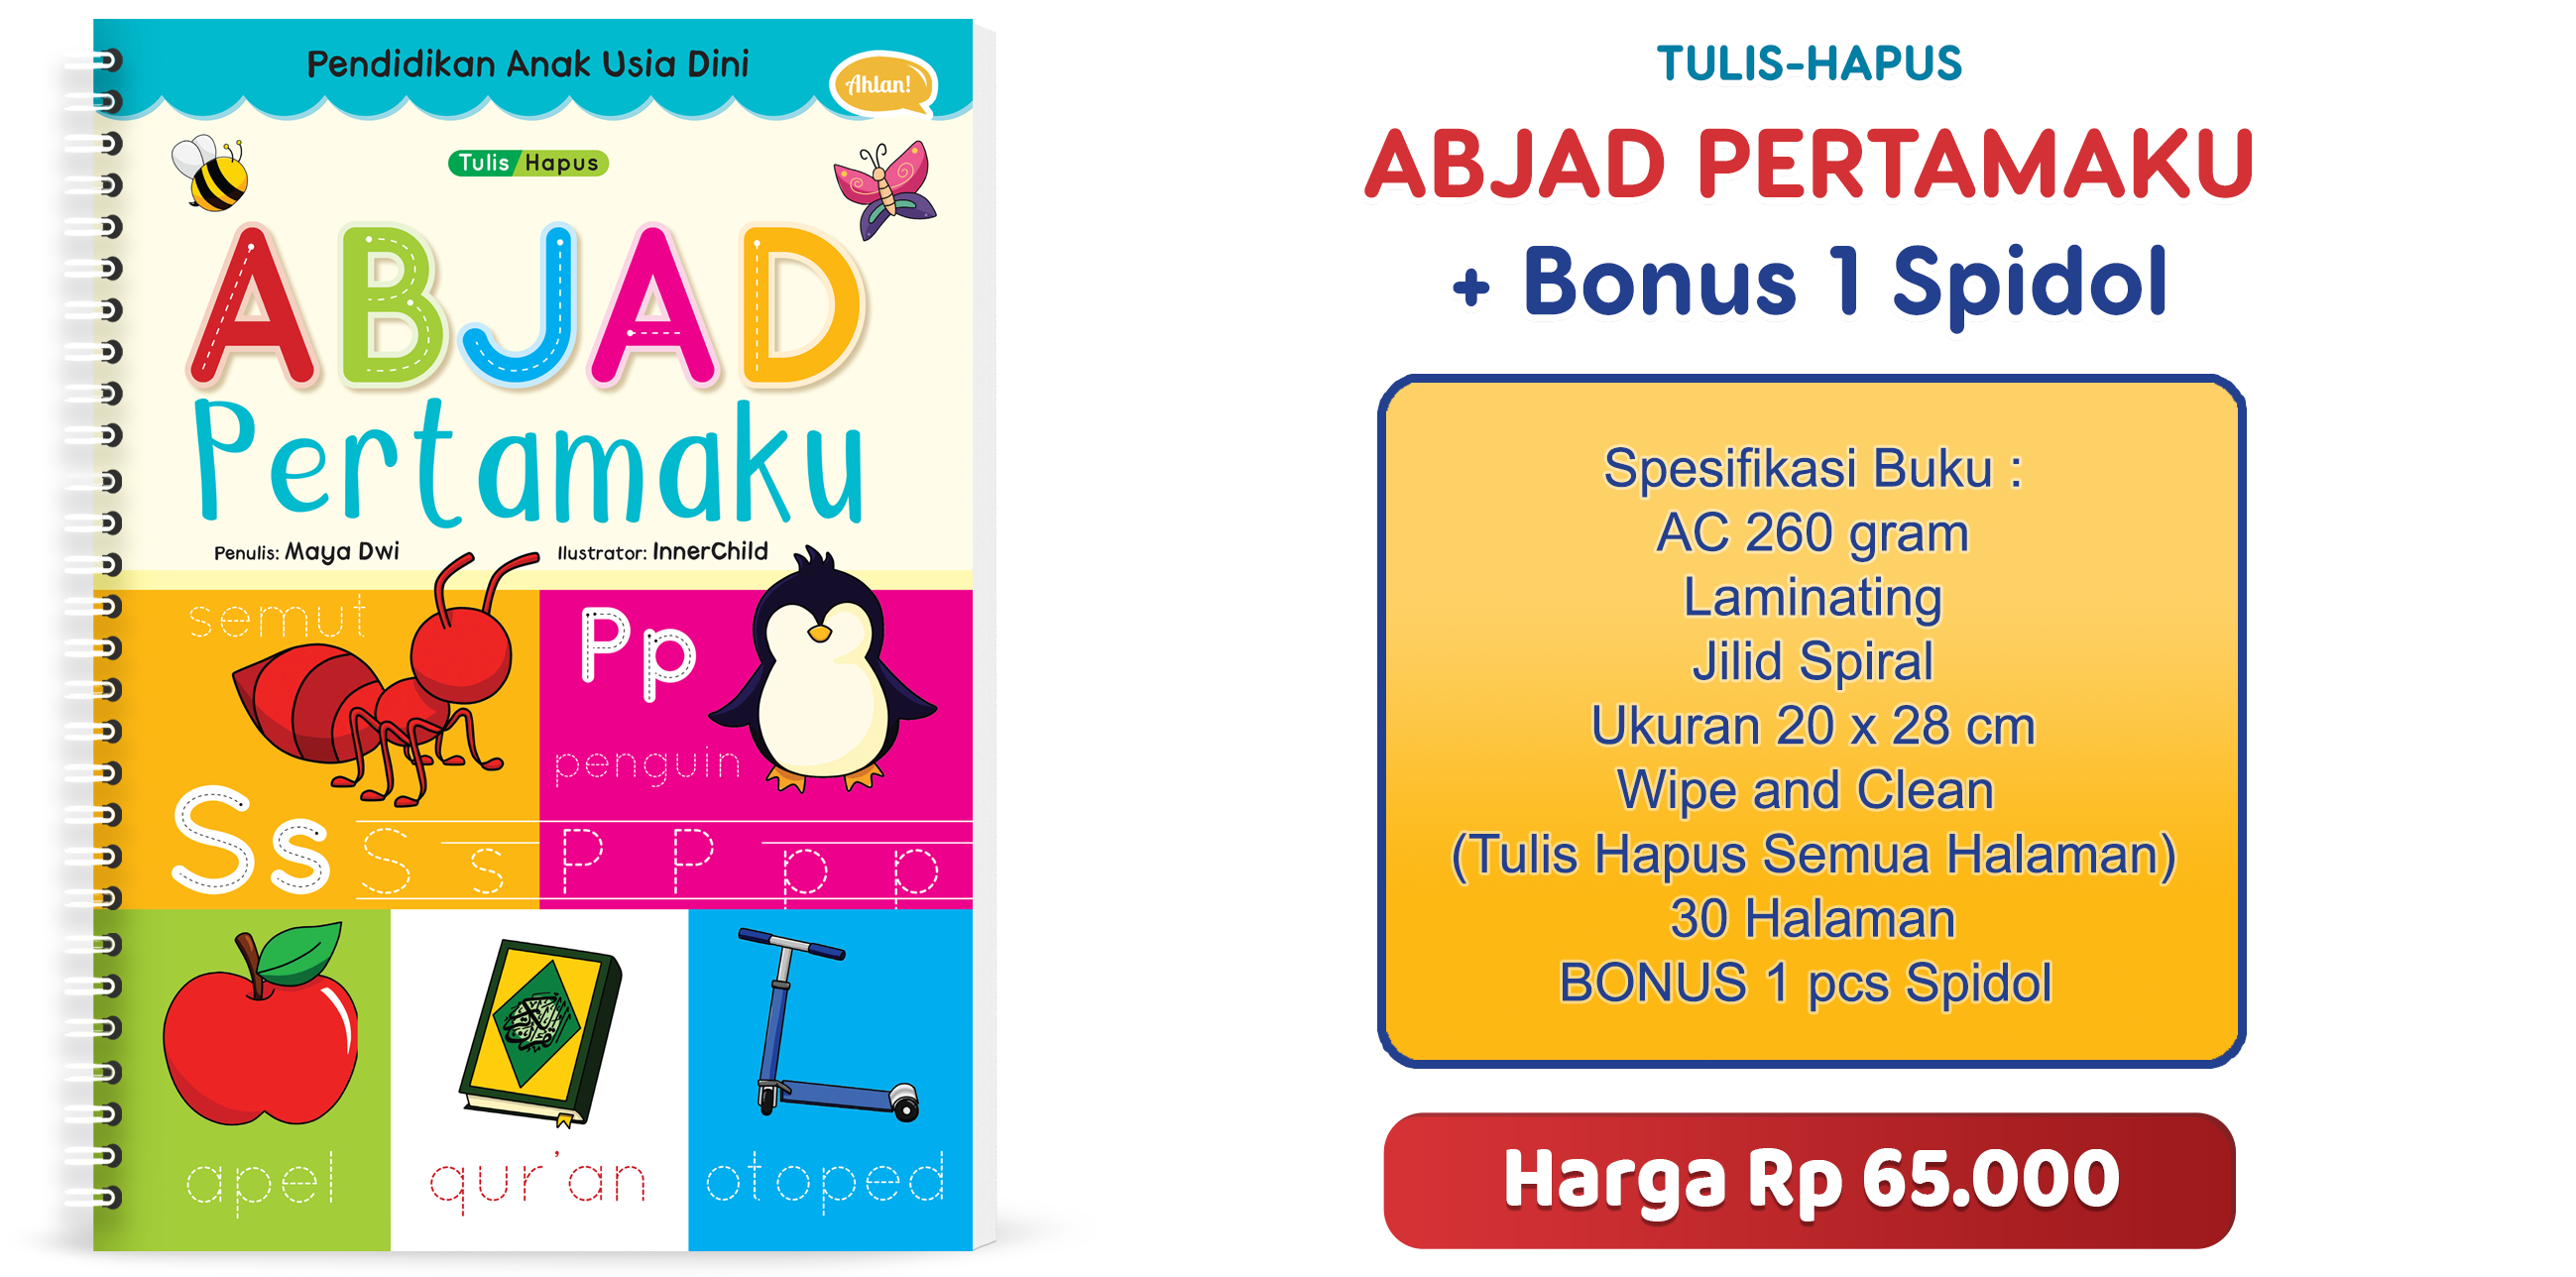 Pendidikan Anak Usia Dini
Ahlan!
Tulis Hapus
ABJAD
Pertamaku
Penulis: Maya Dwi
Ilustrator: InnerChild
semut
Pp
penguin
Ss
S s P P p p
apel
qur'an
otoped
TULIS-HAPUS
ABJAD PERTAMAKU
+ Bonus 1 Spidol
Spesifikasi Buku :
AC 260 gram
Laminating
Jilid Spiral
Ukuran 20 x 28 cm
Wipe and Clean
(Tulis Hapus Semua Halaman)
30 Halaman
BONUS 1 pcs Spidol
Harga Rp 65.000